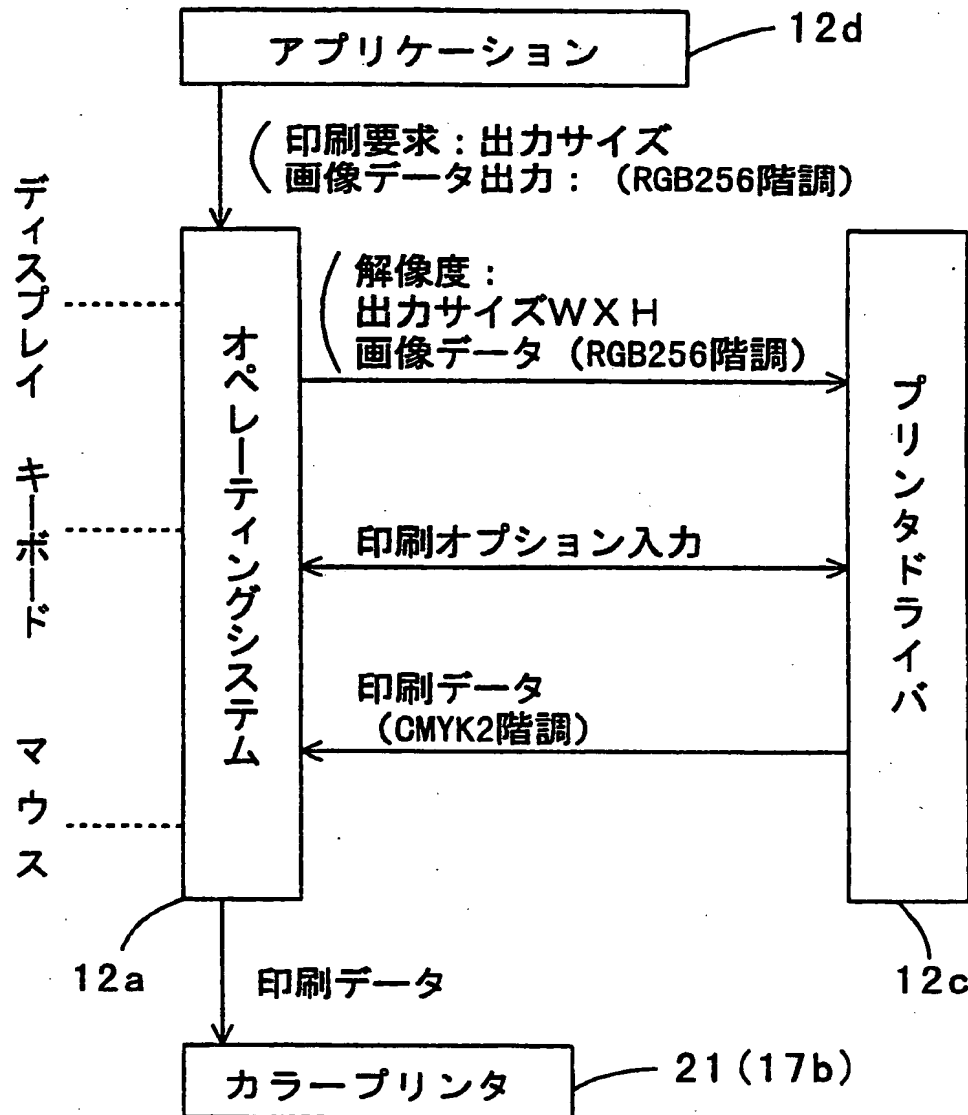 アプリケーション
12d
印刷要求:出力サイズ
画像データ出力: (RGB256階調)
ディスプレイ
キーボード
マウス
オペレーティングシステム
解像度:
出力サイズWXH
画像データ (RGB256階調)
印刷オプション入力
印刷データ
(CMYK2階調)
プリンタドライバ
12a
印刷データ
12c
カラープリンタ
21(17b)